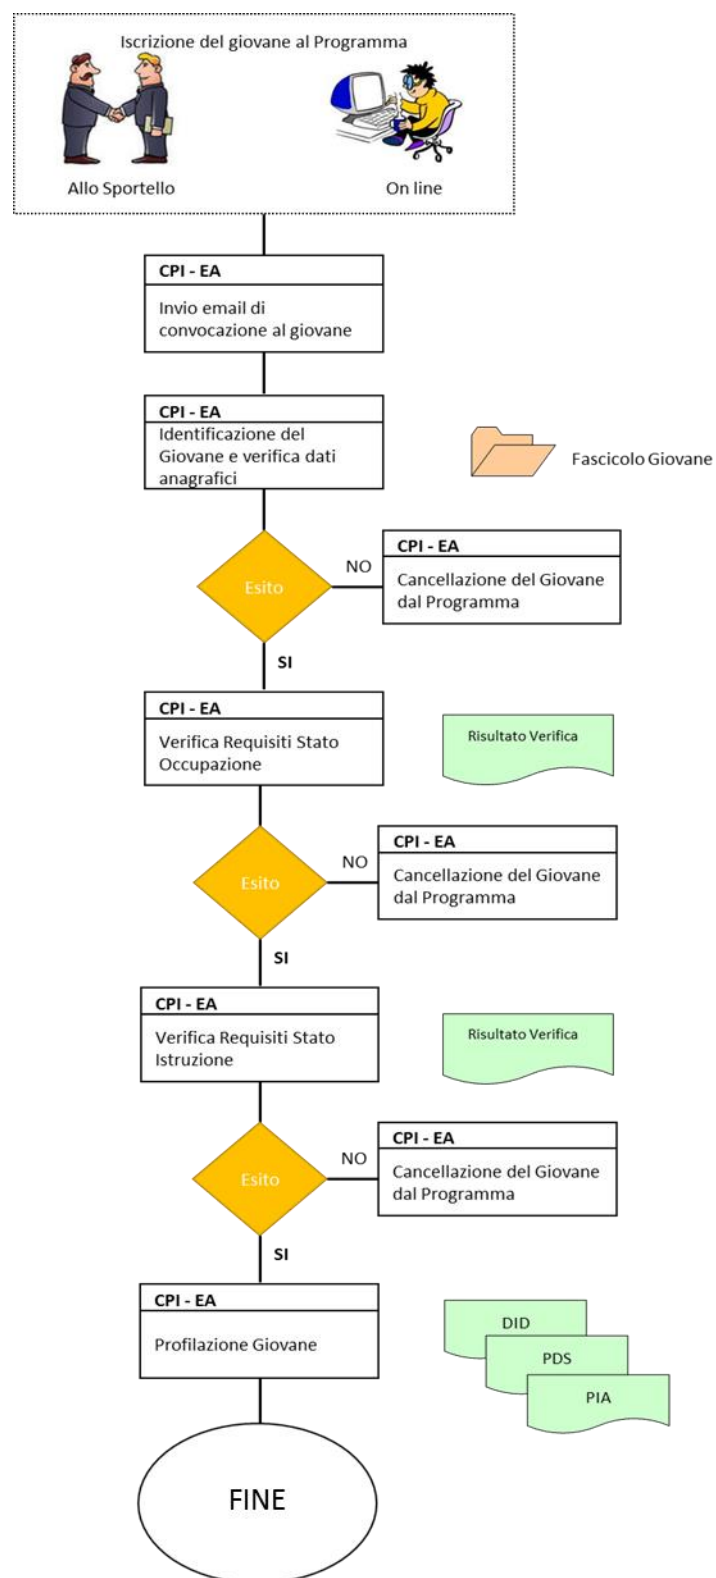 Iscrizione del giovane al Programma
Allo Sportello
On line
CPI - EA
Invio email di
convocazione al giovane
CPI - EA
Identificazione del
Giovane e verifica dati
anagrafici
Fascicolo Giovane
Esito
NO
CPI - EA
Cancellazione del Giovane
dal Programma
SI
CPI - EA
Verifica Requisiti Stato
Occupazione
Risultato Verifica
Esito
NO
CPI - EA
Cancellazione del Giovane
dal Programma
SI
CPI - EA
Verifica Requisiti Stato
Istruzione
Risultato Verifica
Esito
NO
CPI - EA
Cancellazione del Giovane
dal Programma
SI
CPI - EA
Profilazione Giovane
DID
PDS
PIA
FINE